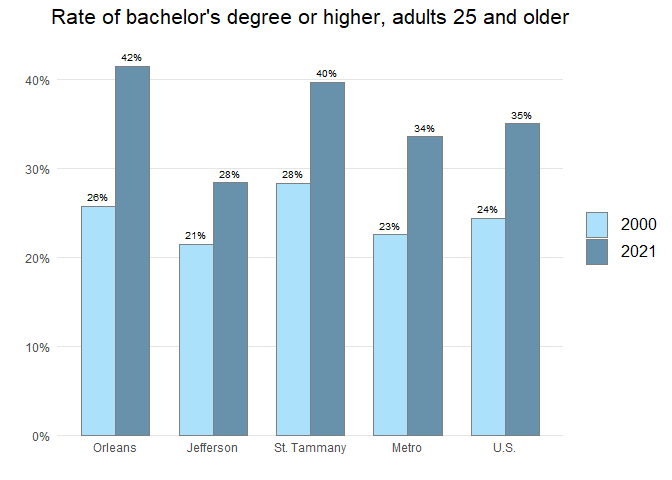 Rate of bachelor's degree or higher, adults 25 and older
42%
40%
40%
35%
34%
30%
28%
28%
26%
24%
23%
21%
20%
10%
0%
2000
2021
Orleans
Jefferson
St. Tammany
Metro
U.S.